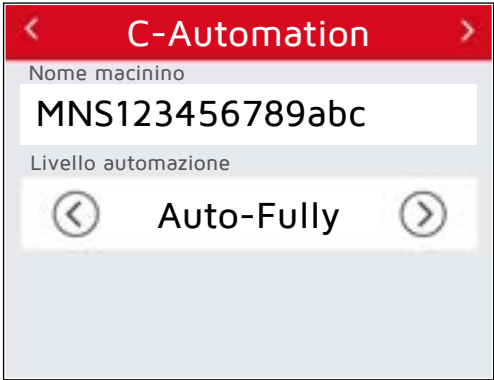 C-Automation
Nome macinino
MNS123456789abc
Livello automazione
Auto-Fully